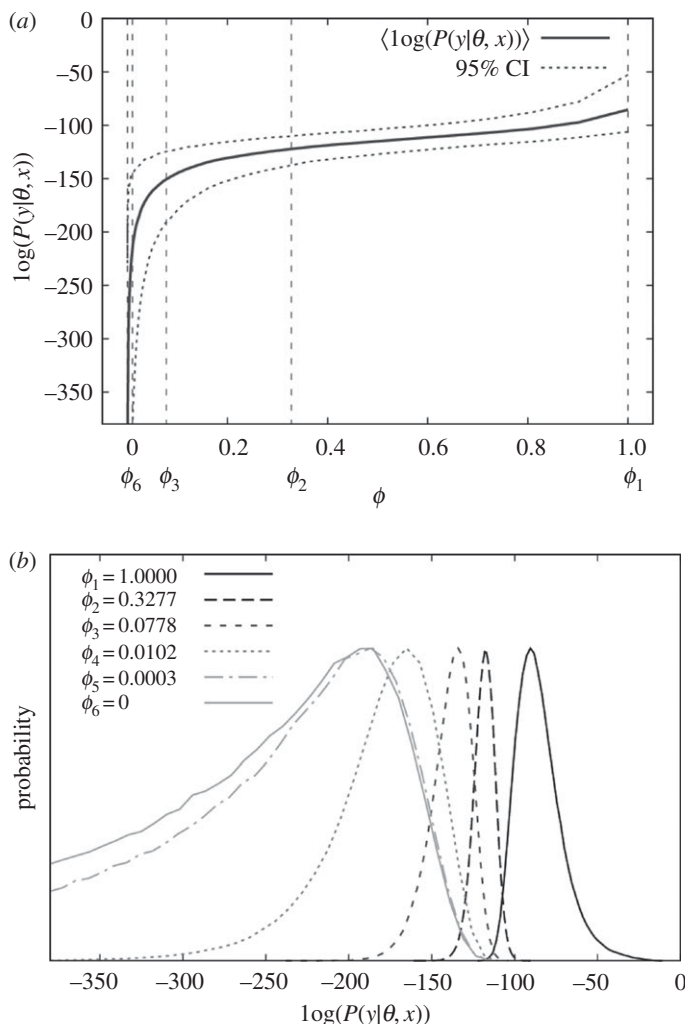 (a)
0
−50
−100
−150
−200
−250
−300
−350
log(P(y|θ, x))
⟨log(P(y|θ, x))⟩
95% CI
0 0.2 0.4 0.6 0.8 1.0
ϕ6 ϕ3 ϕ2 ϕ ϕ1
(b)
ϕ1 = 1.0000
ϕ2 = 0.3277
ϕ3 = 0.0778
ϕ4 = 0.0102
ϕ5 = 0.0003
ϕ6 = 0
probability
−350 −300 −250 −200 −150 −100 −50 0
log(P(y|θ, x))